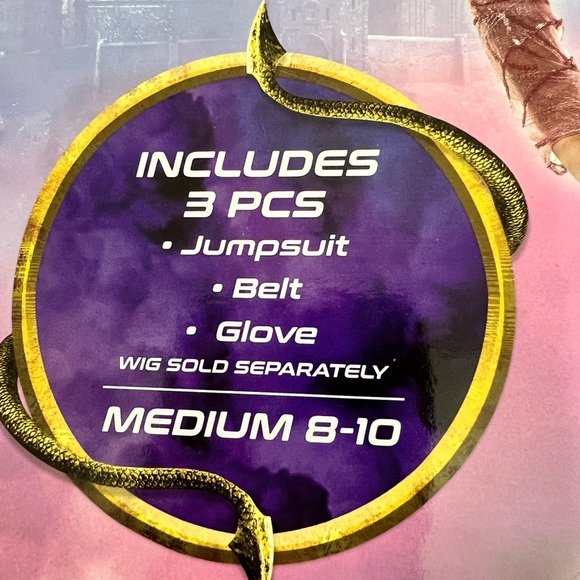 INCLUDES
3 PCS
• Jumpsuit
• Belt
• Glove
WIG SOLD SEPARATELY
MEDIUM 8-10